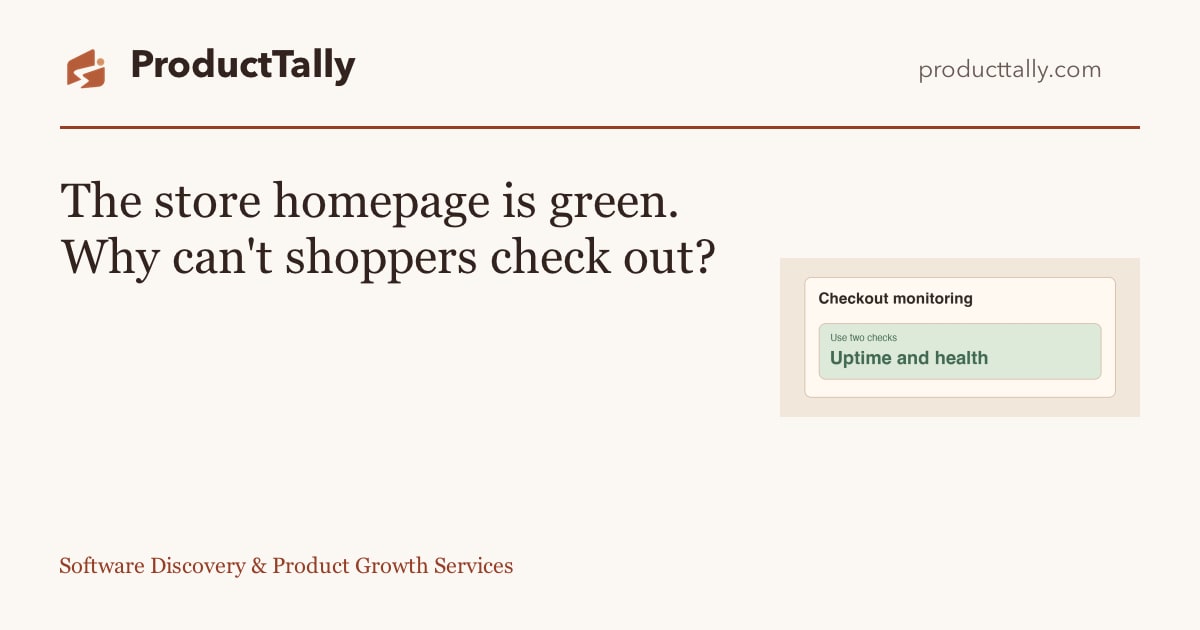 ProductTally
producttally.com
The store homepage is green.
Why can't shoppers check out?
Checkout monitoring
Use two checks
Uptime and health
Software Discovery & Product Growth Services